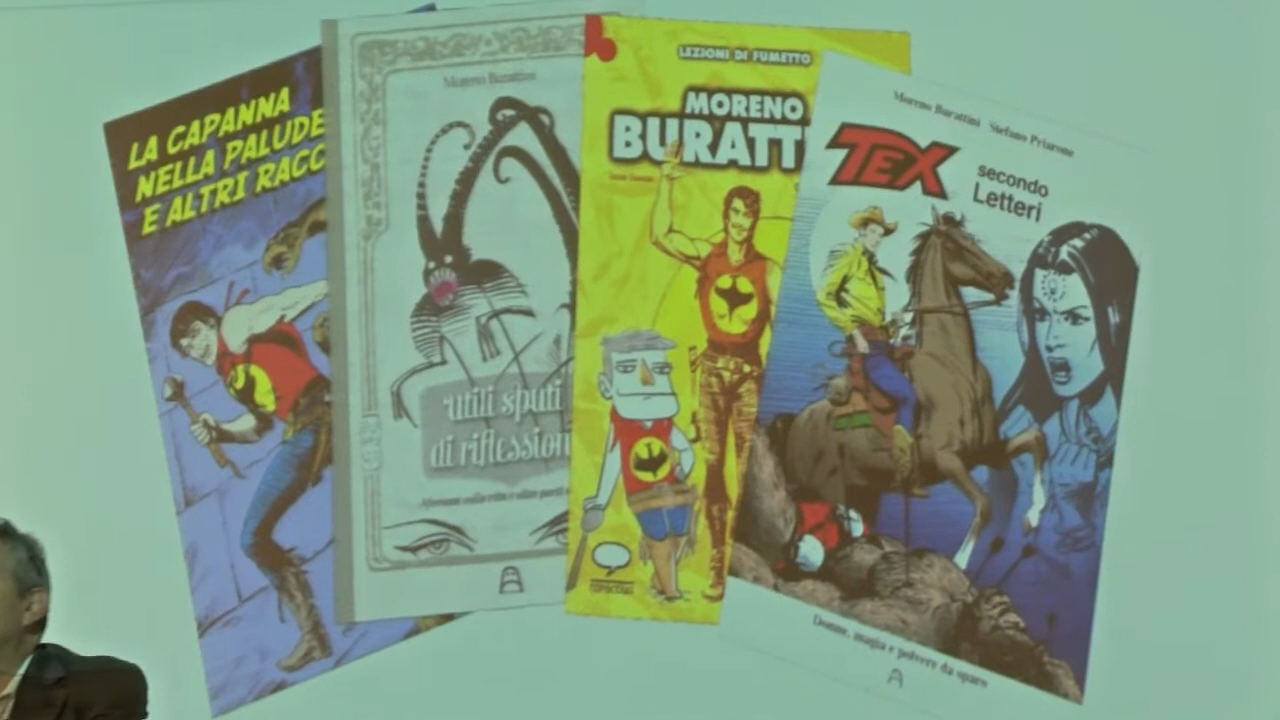 LA CAPANNA
NELLA PALUDE
E ALTRI RACC
Moreno Burattini
utili sputi
di riflession
LEZIONI DI FUMETTO
MORENO
BURATT
Moreno Burattini Stefano Priarone
TEX
secondo
Letteri
Donne, magia e polvere da sparo